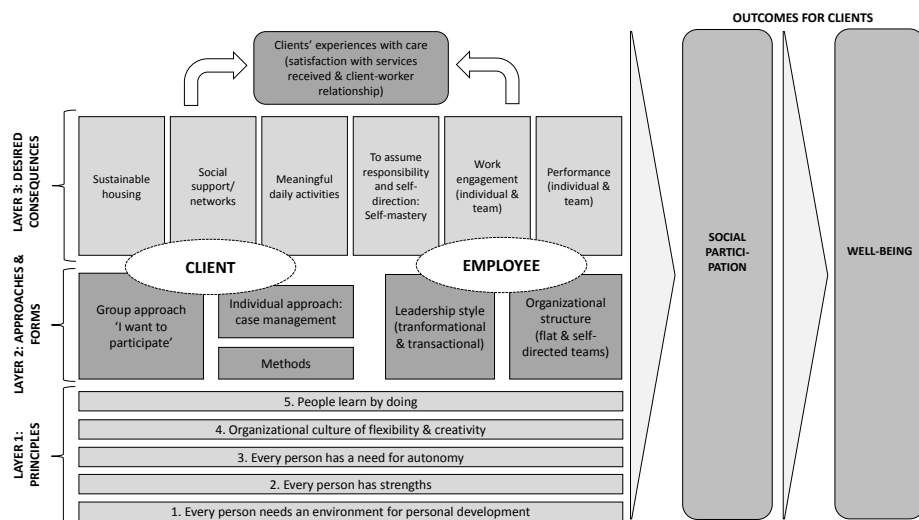 OUTCOMES FOR CLIENTS
Clients' experiences with care
(satisfaction with services
received & client-worker
relationship)
LAYER 3: DESIRED
CONSEQUENCES
Sustainable
housing
Social
support/
networks
Meaningful
daily activities
To assume
responsibility
and self-
direction:
Self-mastery
Work
engagement
(individual &
team)
Performance
(individual &
team)
CLIENT
EMPLOYEE
LAYER 2: APPROACHES &
FORMS
Group approach
'I want to
participate'
Individual approach:
case management
Methods
Leadership style
(tranformational
& transactional)
Organizational
structure
(flat & self-
directed teams)
LAYER 1:
PRINCIPLES
5. People learn by doing
4. Organizational culture of flexibility & creativity
3. Every person has a need for autonomy
2. Every person has strengths
1. Every person needs an environment for personal development
SOCIAL
PARTICI-
PATION
WELL-BEING